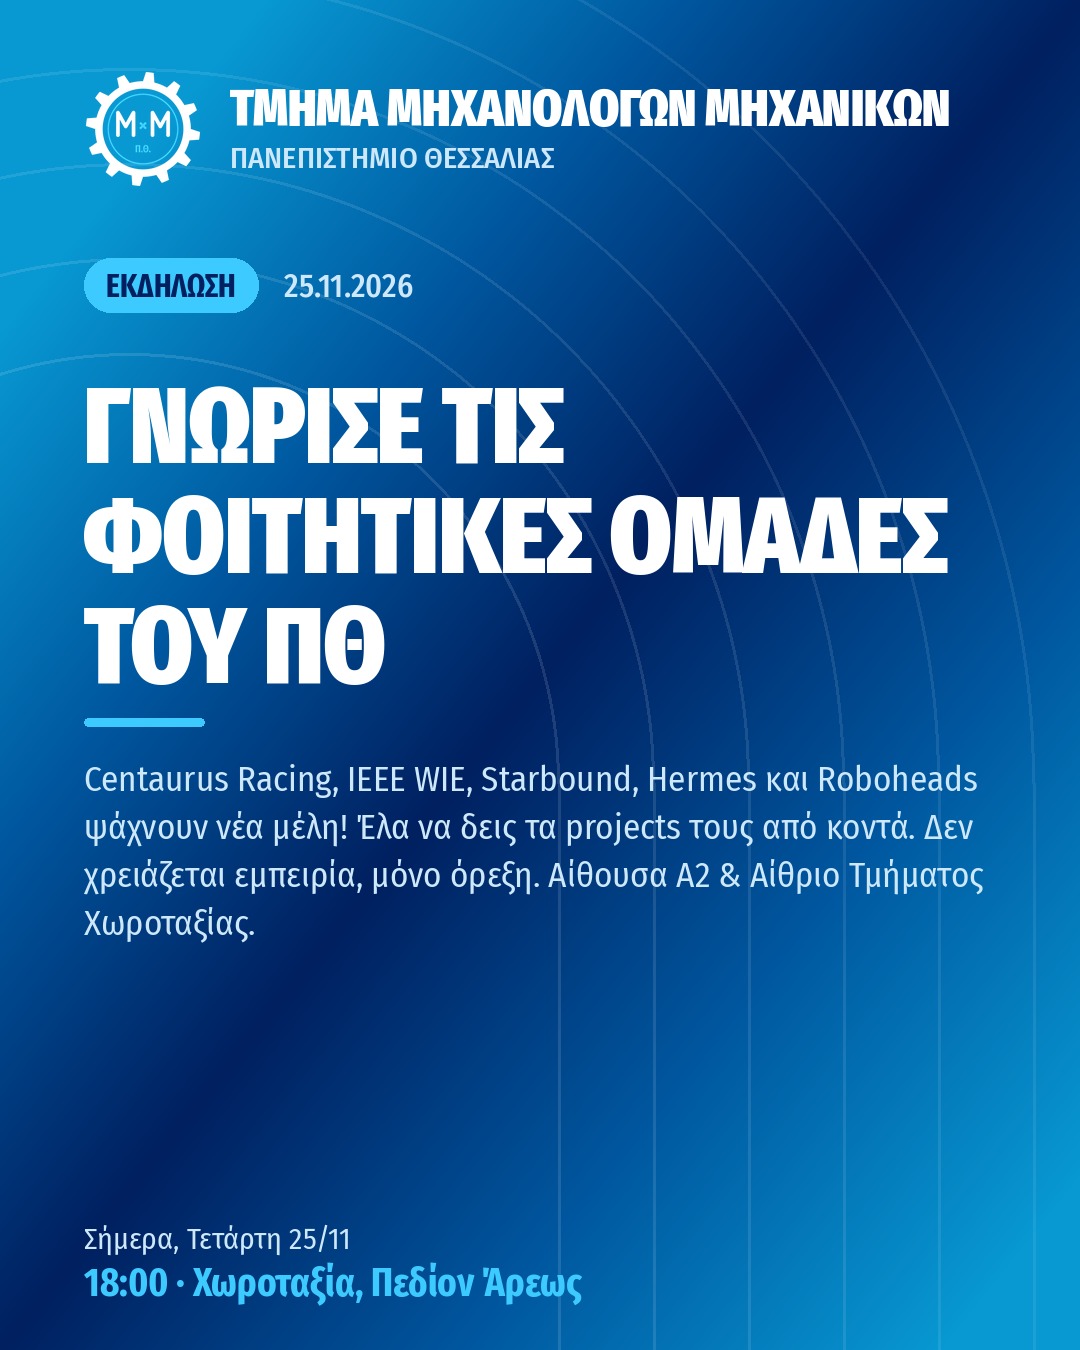 M×M
Π.Θ.
ΤΜΗΜΑ ΜΗΧΑΝΟΛΟΓΩΝ ΜΗΧΑΝΙΚΩΝ
ΠΑΝΕΠΙΣΤΗΜΙΟ ΘΕΣΣΑΛΙΑΣ
ΕΚΔΗΛΩΣΗ 25.11.2026
ΓΝΩΡΙΣΕ ΤΙΣ
ΦΟΙΤΗΤΙΚΕΣ ΟΜΑΔΕΣ
ΤΟΥ ΠΘ
Centaurus Racing, IEEE WIE, Starbound, Hermes και Roboheads
ψάχνουν νέα μέλη! Έλα να δεις τα projects τους από κοντά. Δεν
χρειάζεται εμπειρία, μόνο όρεξη. Αίθουσα Α2 & Αίθριο Τμήματος
Χωροταξίας.
Σήμερα, Τετάρτη 25/11
18:00 · Χωροταξία, Πεδίον Άρεως